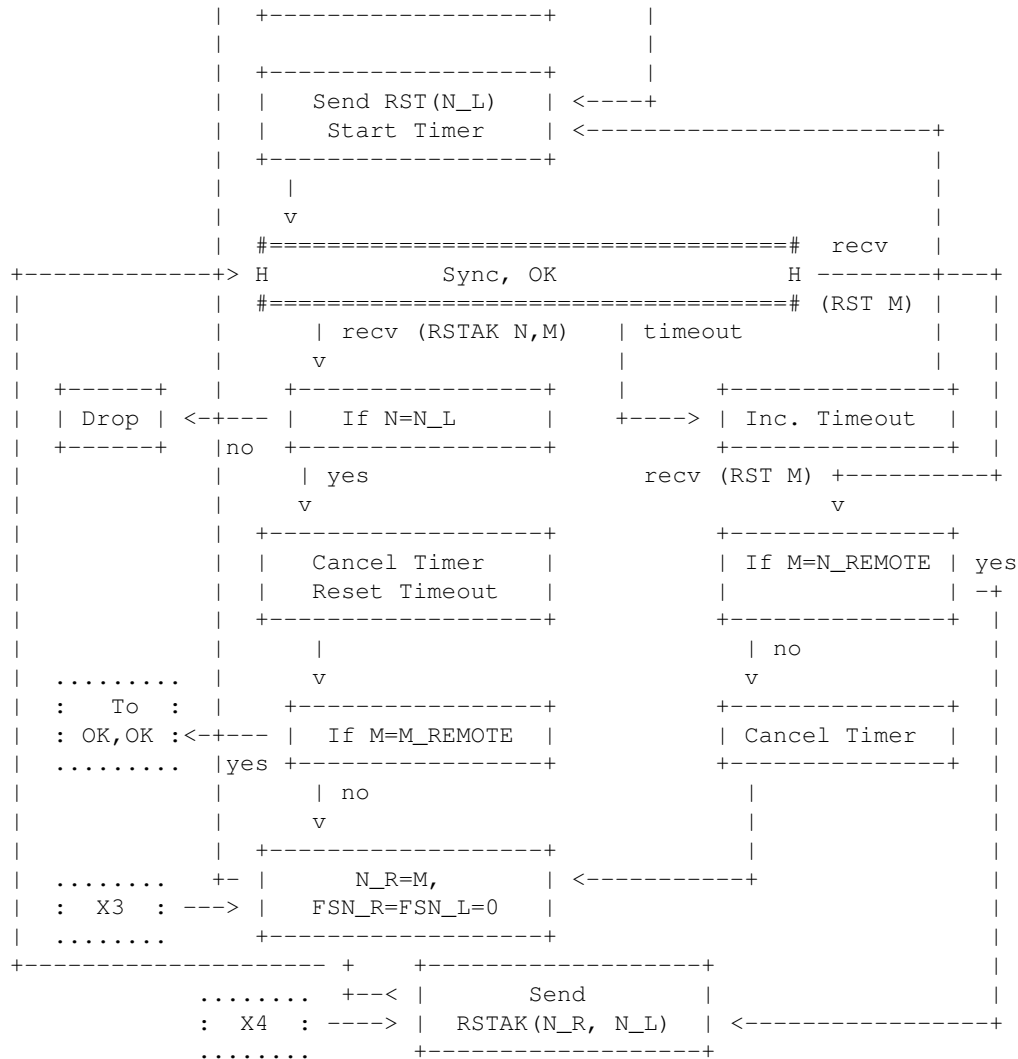 Send RST(N_L)
Start Timer
recv
Sync, OK
(RST M)
recv (RSTAK N,M) timeout
Drop If N=N_L Inc. Timeout
no
yes recv (RST M)
Cancel Timer If M=N_REMOTE yes
Reset Timeout
no
To
OK,OK If M=M_REMOTE Cancel Timer
yes
no
N_R=M,
X3 FSN_R=FSN_L=0
Send
X4 RSTAK(N_R, N_L)